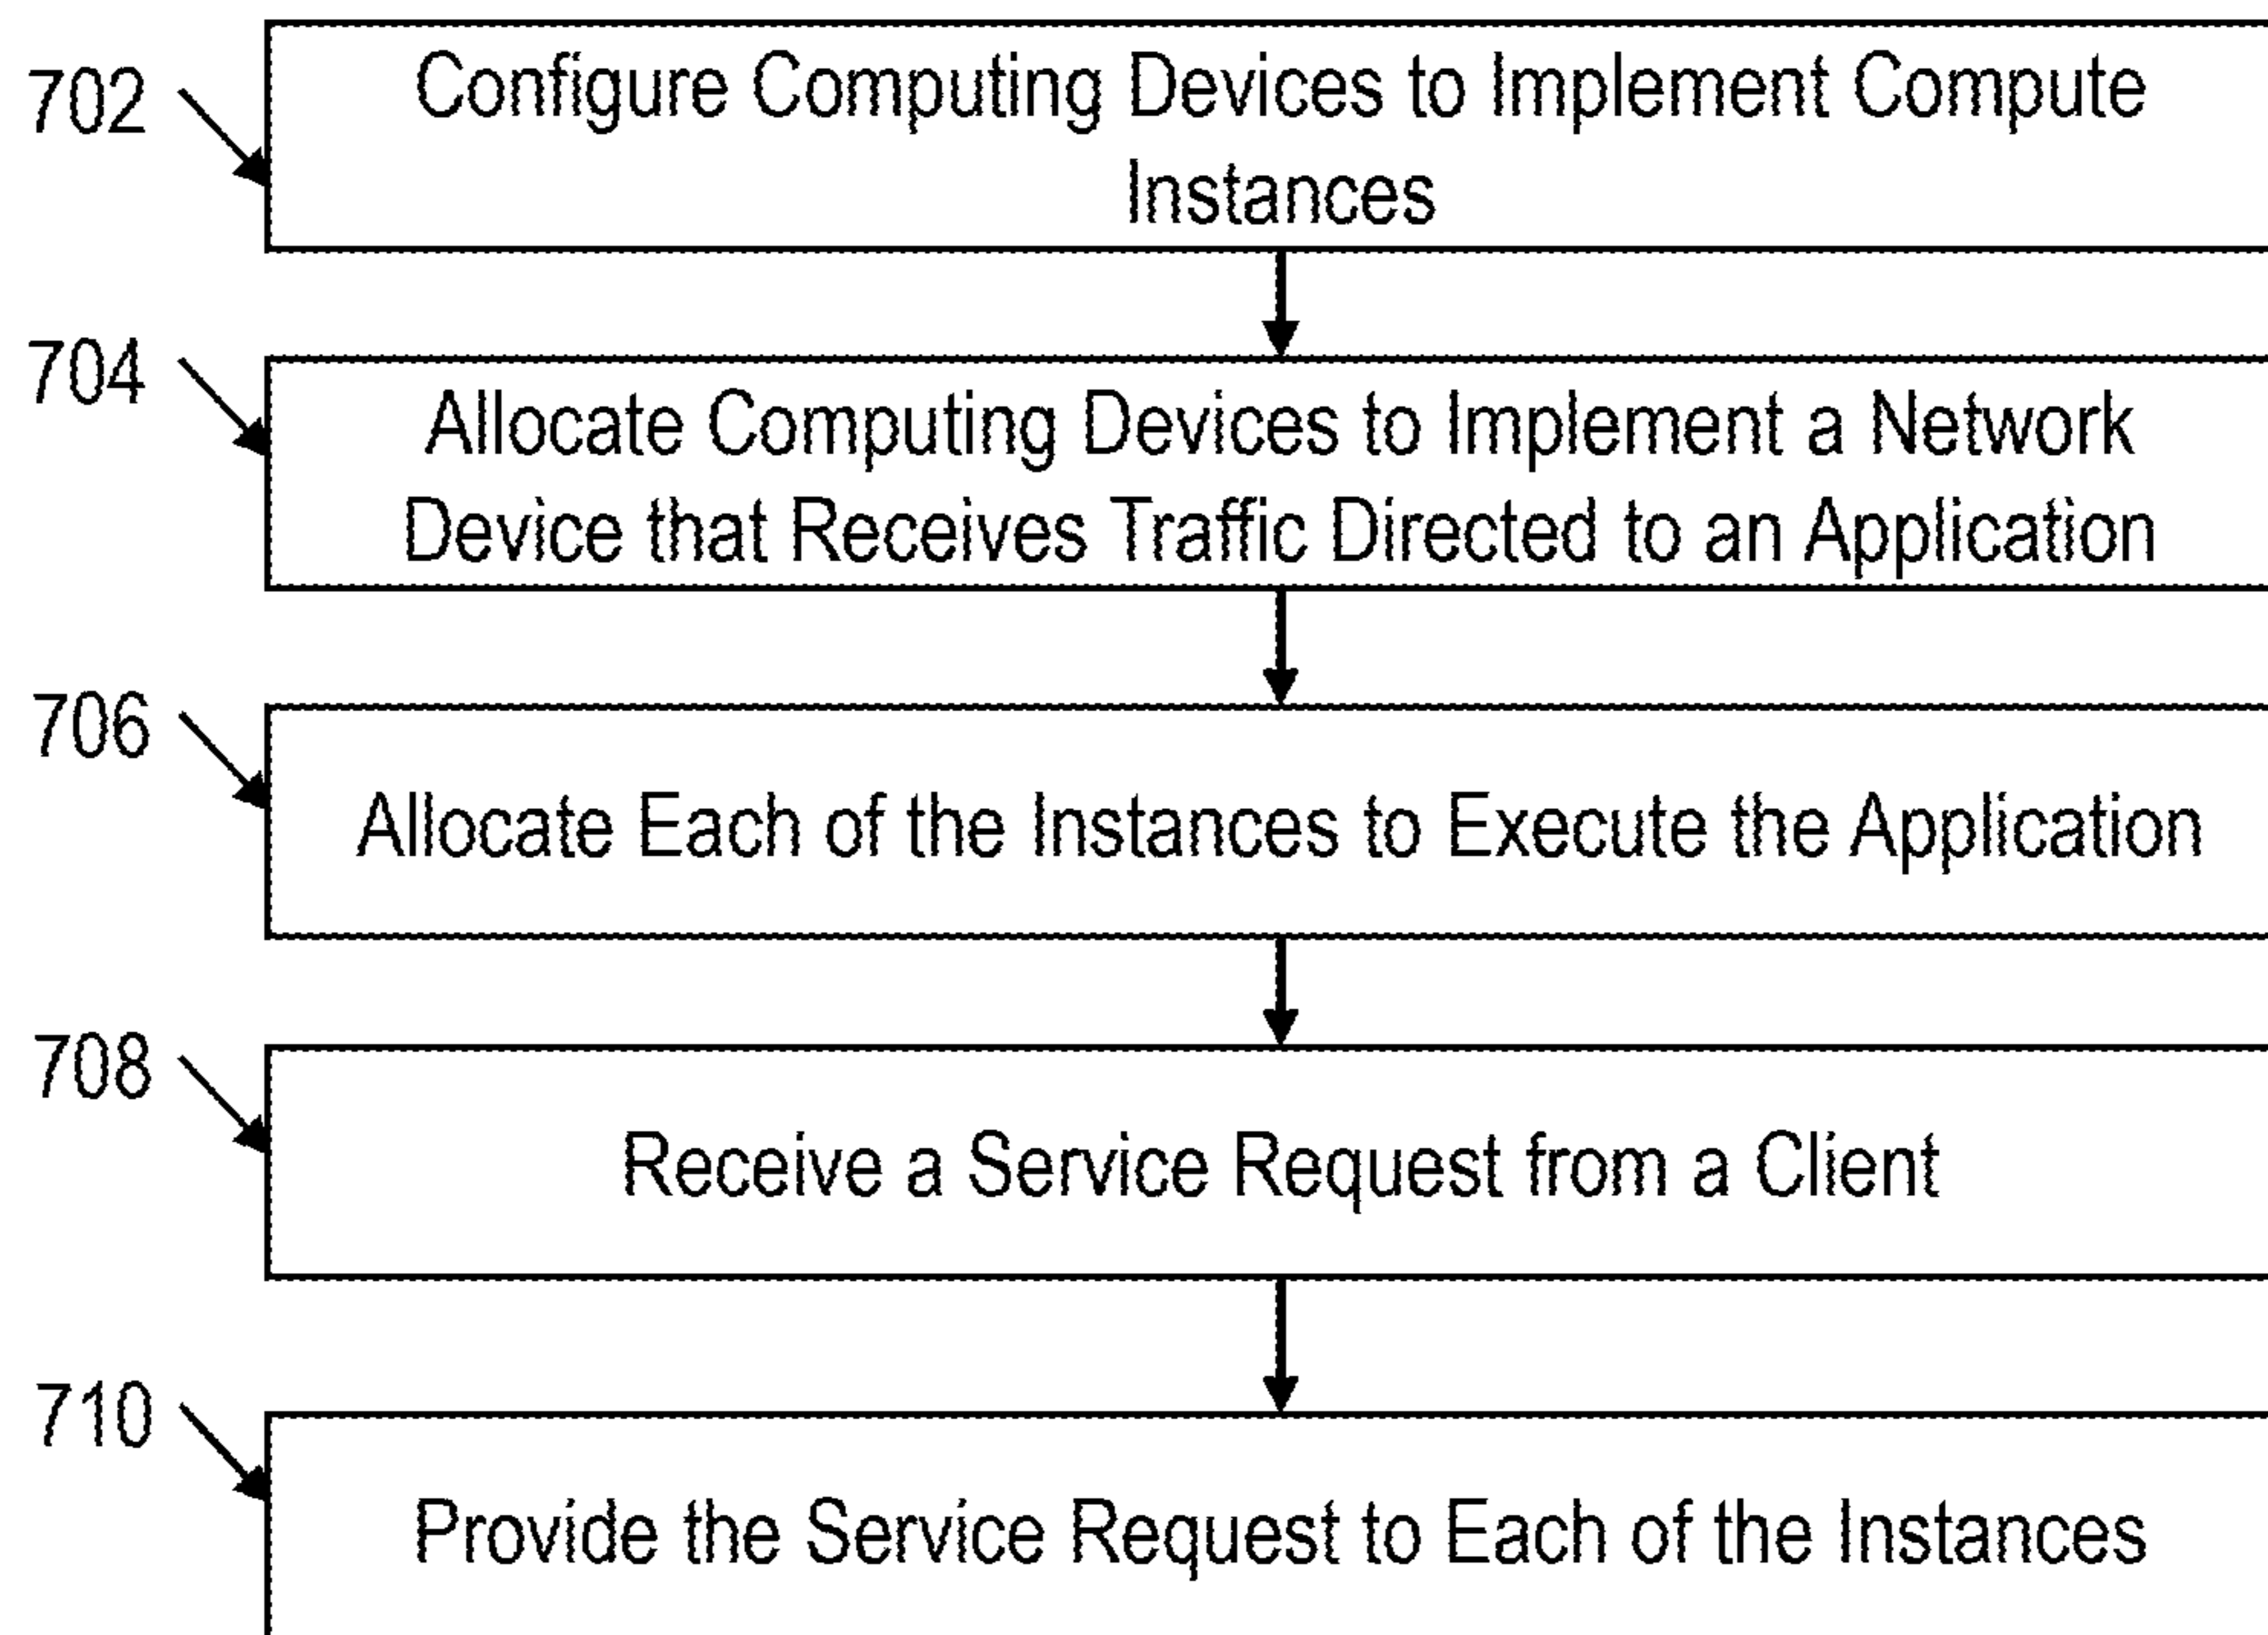 702
Configure Computing Devices to Implement Compute
Instances
704
Allocate Computing Devices to Implement a Network
Device that Receives Traffic Directed to an Application
706
Allocate Each of the Instances to Execute the Application
708
Receive a Service Request from a Client
710
Provide the Service Request to Each of the Instances